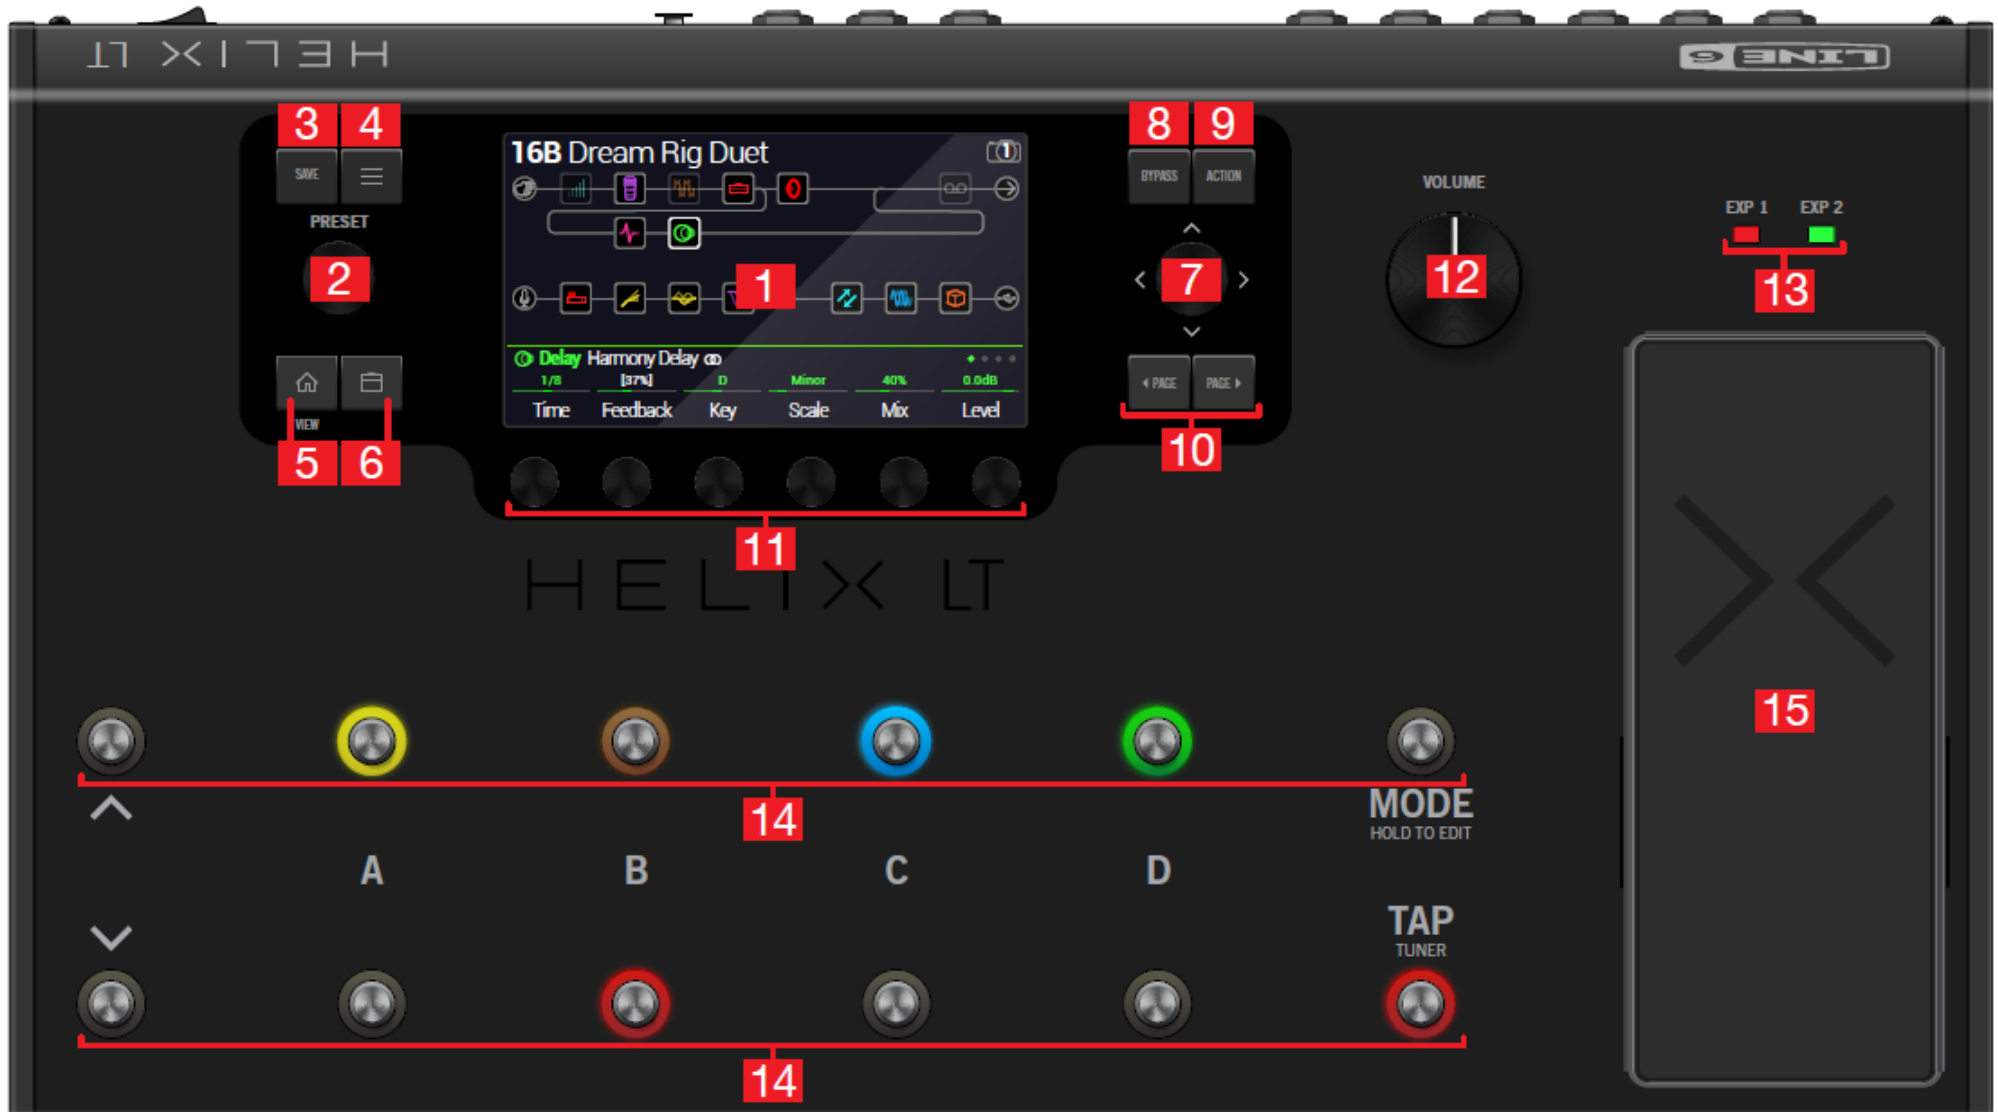 HELIX LT
LINE 6
3 4
8 9
SAVE
BYPASS ACTION
PRESET
2
16B Dream Rig Duet
1
1
Delay Harmony Delay
1/8 [37%] D Minor 40% 0.0dB
Time Feedback Key Scale Mix Level
7
VOLUME
12
EXP 1 EXP 2
13
VIEW
5 6
PAGE PAGE
10
11
HELIX LT
15
14
MODE
HOLD TO EDIT
A B C D
TAP
TUNER
14